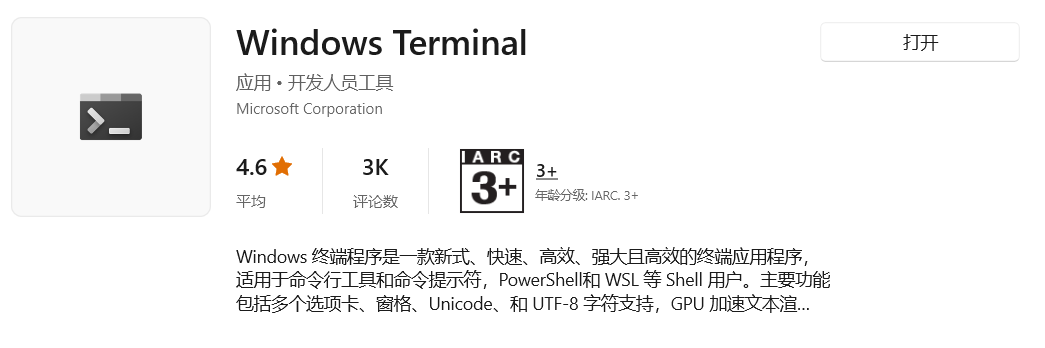 Windows Terminal
打开
应用 • 开发人员工具
Microsoft Corporation
4.6
3K
IARC
3+
3+
平均
评论数
年龄分级: IARC. 3+
Windows 终端程序是一款新式、快速、高效、强大且高效的终端应用程序，
适用于命令行工具和命令提示符，PowerShell和 WSL 等 Shell 用户。主要功能
包括多个选项卡、窗格、Unicode、和 UTF-8 字符支持，GPU 加速文本渲...